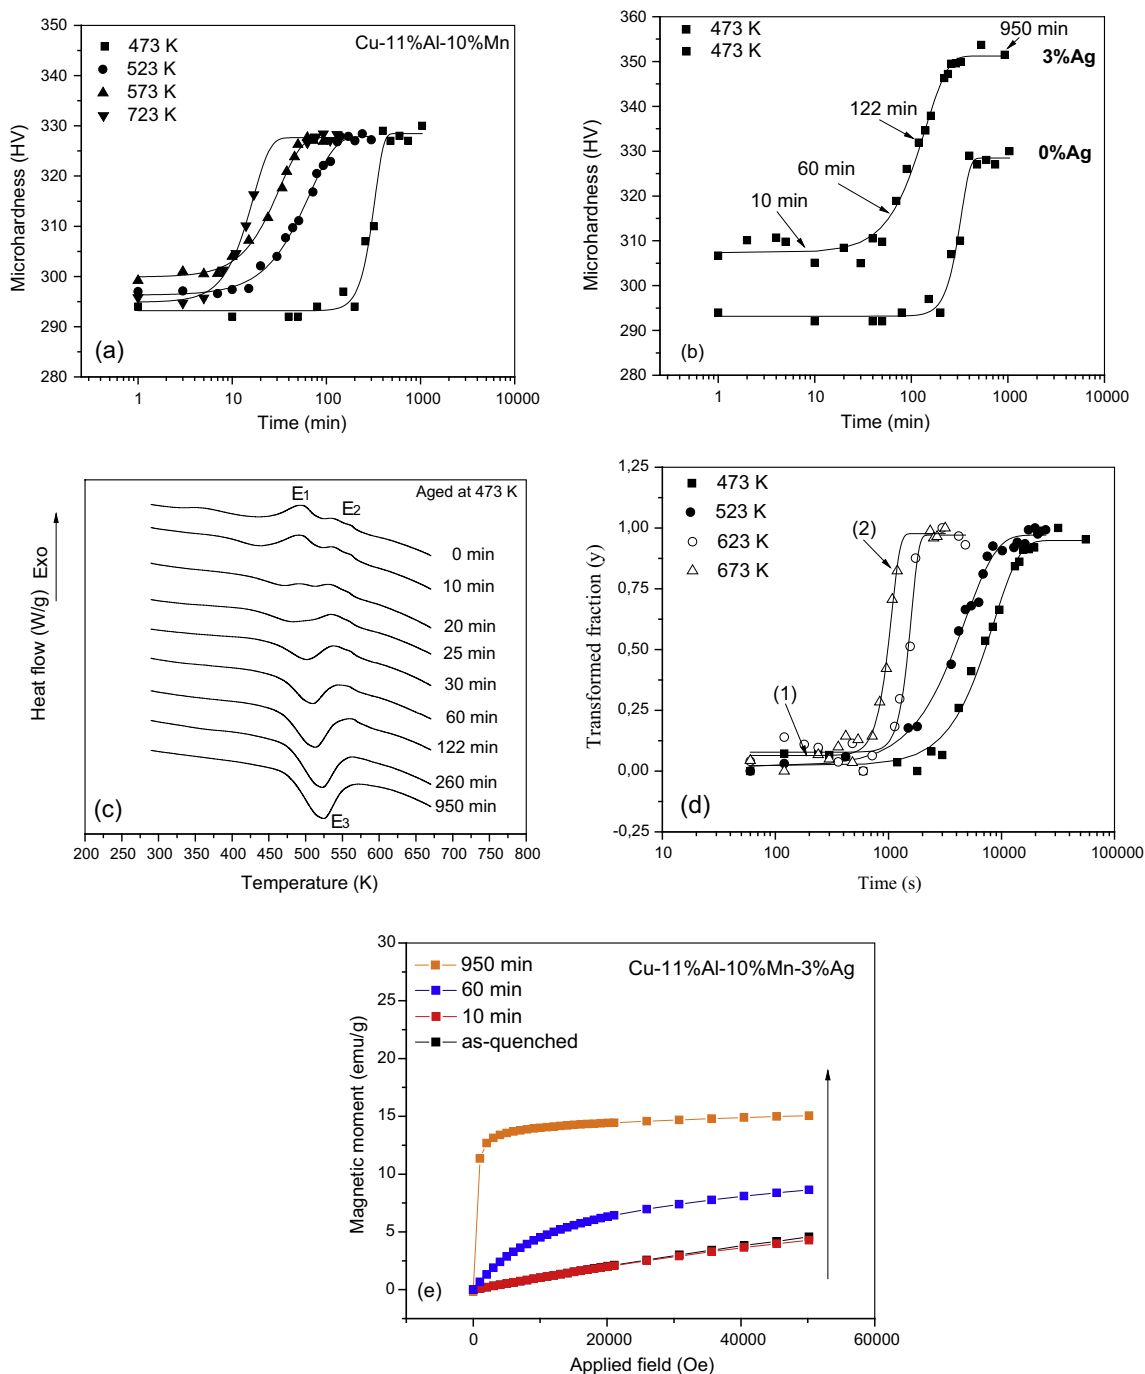 Cu-11%Al-10%Mn
473 K
523 K
573 K
723 K
350
340
330
320
310
300
290
280
Microhardness (HV)
(a)
1
10
100
1000
10000
Time (min)
473 K
473 K
950 min
3%Ag
122 min
60 min
10 min
0%Ag
360
350
340
330
320
310
300
290
280
Microhardness (HV)
(b)
1
10
100
1000
10000
Time (min)
Aged at 473 K
E1
E2
0 min
10 min
20 min
25 min
30 min
60 min
122 min
260 min
950 min
E3
Heat flow (W/g) Exo
(c)
200 250 300 350 400 450 500 550 600 650 700 750 800
Temperature (K)
473 K
523 K
623 K
673 K
(2)
(1)
1,25
1,00
0,75
0,50
0,25
0,00
-0,25
Transformed fraction (y)
(d)
10
100
1000
10000
100000
Time (s)
950 min
60 min
10 min
as-quenched
Cu-11%Al-10%Mn-3%Ag
30
25
20
15
10
5
0
Magnetic moment (emu/g)
(e)
0
20000
40000
60000
Applied field (Oe)